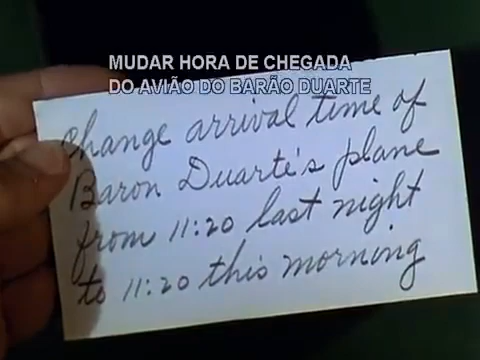 MUDAR HORA DE CHEGADA
DO AVIÃO DO BARÃO DUARTE
Change arrival time of
Baron Duarte's plane
from 11:20 last night
to 11:20 this morning